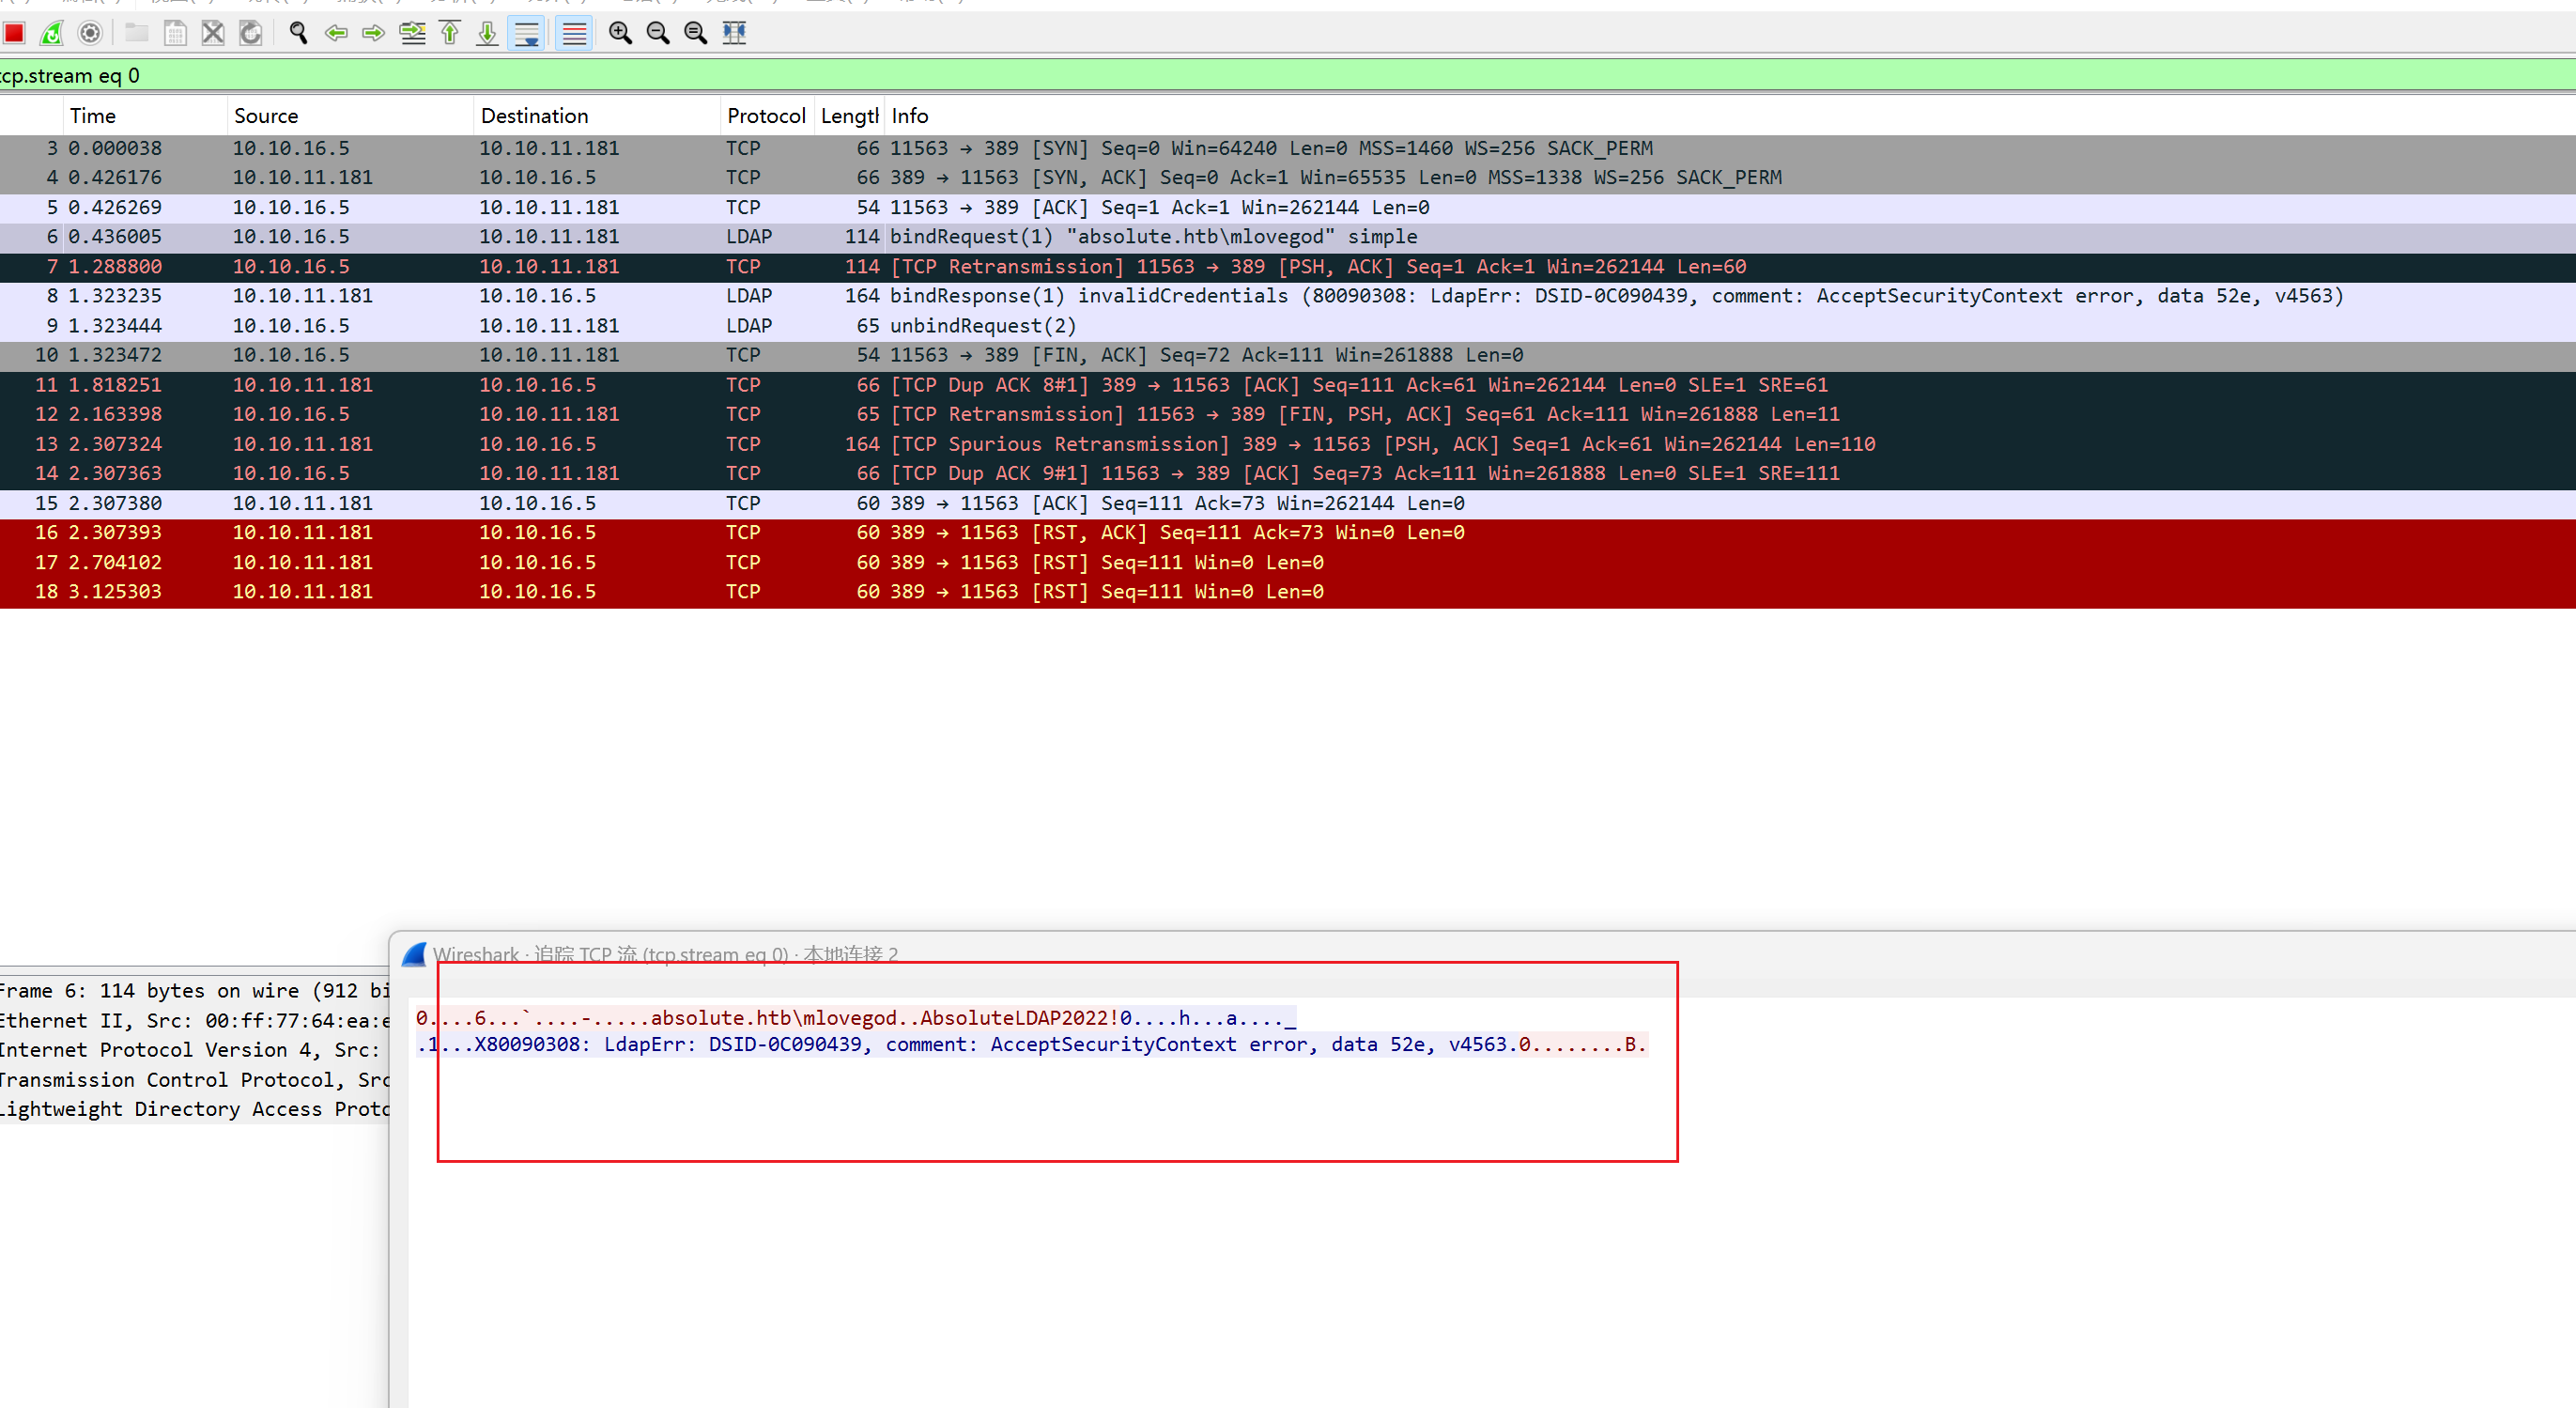 tcp.stream eq 0
Time Source Destination Protocol Length Info
3 0.000038 10.10.16.5 10.10.11.181 TCP 66 11563 → 389 [SYN] Seq=0 Win=64240 Len=0 MSS=1460 WS=256 SACK_PERM
4 0.426176 10.10.11.181 10.10.16.5 TCP 66 389 → 11563 [SYN, ACK] Seq=0 Ack=1 Win=65535 Len=0 MSS=1338 WS=256 SACK_PERM
5 0.426269 10.10.16.5 10.10.11.181 TCP 54 11563 → 389 [ACK] Seq=1 Ack=1 Win=262144 Len=0
6 0.436005 10.10.16.5 10.10.11.181 LDAP 114 bindRequest(1) "absolute.htb\mlovegod" simple
7 1.288800 10.10.16.5 10.10.11.181 TCP 114 [TCP Retransmission] 11563 → 389 [PSH, ACK] Seq=1 Ack=1 Win=262144 Len=60
8 1.323235 10.10.11.181 10.10.16.5 LDAP 164 bindResponse(1) invalidCredentials (80090308: LdapErr: DSID-0C090439, comment: AcceptSecurityContext error, data 52e, v4563)
9 1.323444 10.10.16.5 10.10.11.181 LDAP 65 unbindRequest(2)
10 1.323472 10.10.16.5 10.10.11.181 TCP 54 11563 → 389 [FIN, ACK] Seq=72 Ack=111 Win=261888 Len=0
11 1.818251 10.10.11.181 10.10.16.5 TCP 66 [TCP Dup ACK 8#1] 389 → 11563 [ACK] Seq=111 Ack=61 Win=262144 Len=0 SLE=1 SRE=61
12 2.163398 10.10.16.5 10.10.11.181 TCP 65 [TCP Retransmission] 11563 → 389 [FIN, PSH, ACK] Seq=61 Ack=111 Win=261888 Len=11
13 2.307324 10.10.11.181 10.10.16.5 TCP 164 [TCP Spurious Retransmission] 389 → 11563 [PSH, ACK] Seq=1 Ack=61 Win=262144 Len=110
14 2.307363 10.10.16.5 10.10.11.181 TCP 66 [TCP Dup ACK 9#1] 11563 → 389 [ACK] Seq=73 Ack=111 Win=261888 Len=0 SLE=1 SRE=111
15 2.307380 10.10.11.181 10.10.16.5 TCP 60 389 → 11563 [ACK] Seq=111 Ack=73 Win=262144 Len=0
16 2.307393 10.10.11.181 10.10.16.5 TCP 60 389 → 11563 [RST, ACK] Seq=111 Ack=73 Win=0 Len=0
17 2.704102 10.10.11.181 10.10.16.5 TCP 60 389 → 11563 [RST] Seq=111 Win=0 Len=0
18 3.125303 10.10.11.181 10.10.16.5 TCP 60 389 → 11563 [RST] Seq=111 Win=0 Len=0
Wireshark · 追踪 TCP 流 (tcp.stream eq 0) · 本地连接 2
Frame 6: 114 bytes on wire (912 bi
Ethernet II, Src: 00:ff:77:64:ea:e
Internet Protocol Version 4, Src:
Transmission Control Protocol, Src
Lightweight Directory Access Proto
0....6...`....-.....absolute.htb\mlovegod..AbsoluteLDAP2022!0....h...a...._
.1...X80090308: LdapErr: DSID-0C090439, comment: AcceptSecurityContext error, data 52e, v4563.0........B.